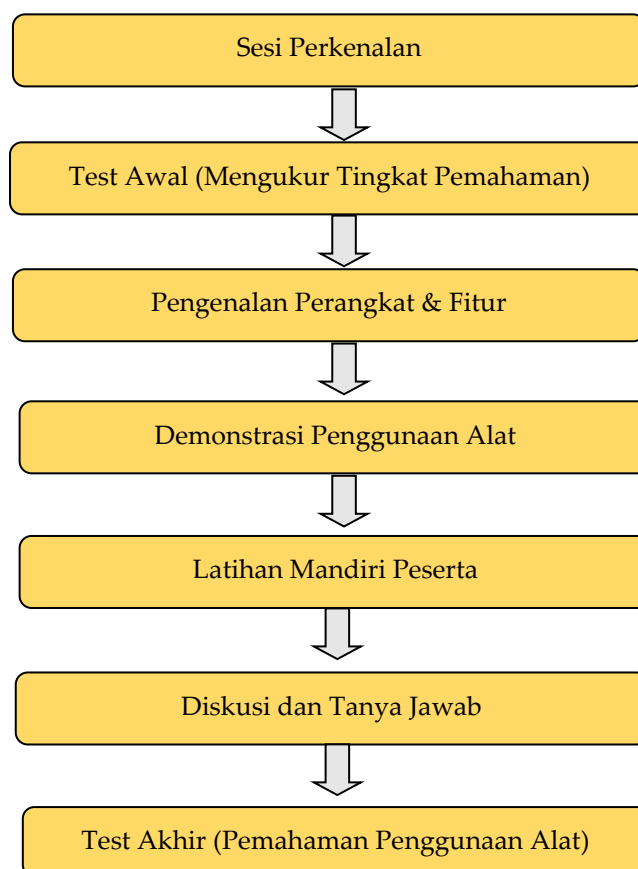 Sesi Perkenalan
Test Awal (Mengukur Tingkat Pemahaman)
Pengenalan Perangkat & Fitur
Demonstrasi Penggunaan Alat
Latihan Mandiri Peserta
Diskusi dan Tanya Jawab
Test Akhir (Pemahaman Penggunaan Alat)